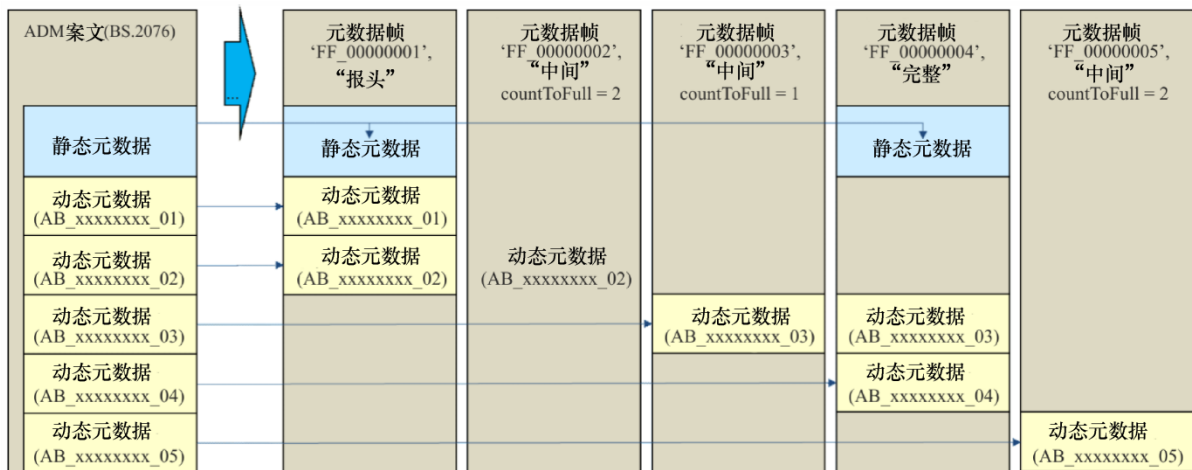 ADM案文(BS.2076)
...
静态元数据
动态元数据
(AB_xxxxxxxx_01)
动态元数据
(AB_xxxxxxxx_02)
动态元数据
(AB_xxxxxxxx_03)
动态元数据
(AB_xxxxxxxx_04)
动态元数据
(AB_xxxxxxxx_05)
元数据帧
‘FF_00000001’,
“报头”
静态元数据
动态元数据
(AB_xxxxxxxx_01)
动态元数据
(AB_xxxxxxxx_02)
元数据帧
‘FF_00000002’,
“中间”
countToFull = 2
动态元数据
(AB_xxxxxxxx_02)
元数据帧
‘FF_00000003’,
“中间”
countToFull = 1
动态元数据
(AB_xxxxxxxx_03)
元数据帧
‘FF_00000004’,
“完整”
静态元数据
动态元数据
(AB_xxxxxxxx_03)
动态元数据
(AB_xxxxxxxx_04)
元数据帧
‘FF_00000005’,
“中间”
countToFull = 2
动态元数据
(AB_xxxxxxxx_05)